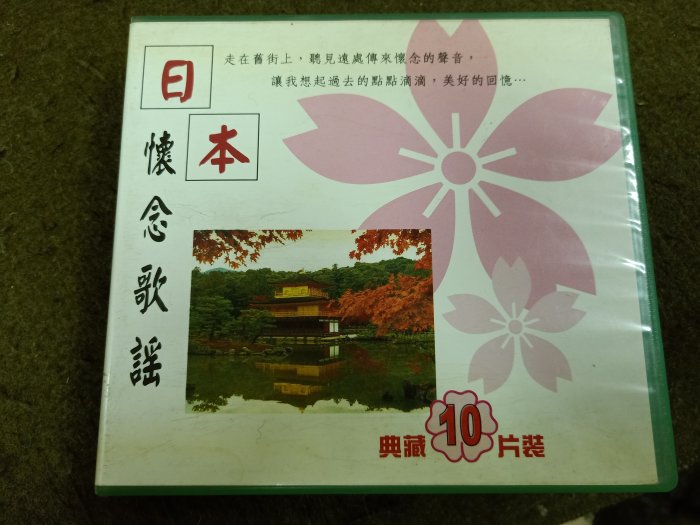 走在舊街上，聽見遠處傳來懷念的聲音，
讓我想起過去的點點滴滴，美好的回憶…
日本
懷念歌謠
典藏10片裝